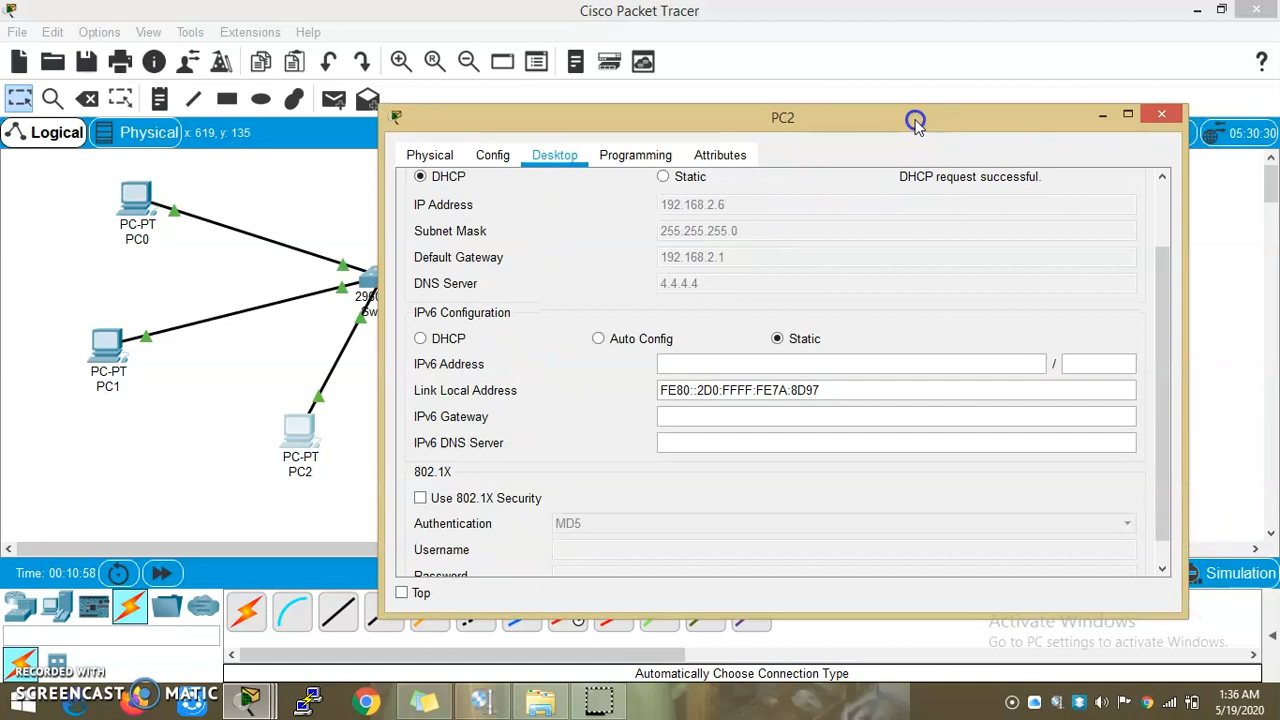 Cisco Packet Tracer
File Edit Options View Tools Extensions Help
Logical Physical x: 619, y: 135 05:30:30
PC2
Physical Config Desktop Programming Attributes
DHCP Static DHCP request successful.
IP Address 192.168.2.6
Subnet Mask 255.255.255.0
Default Gateway 192.168.2.1
DNS Server 4.4.4.4
IPv6 Configuration
DHCP Auto Config Static
IPv6 Address /
Link Local Address FE80::2D0:FFFF:FE7A:8D97
IPv6 Gateway
IPv6 DNS Server
802.1X
Use 802.1X Security
Authentication MD5
Username
Password
Top
PC-PT
PC0
PC-PT
PC1
PC-PT
PC2
296
Sw
Time: 00:10:58 Simulation
Activate Windows
Go to PC settings to activate Windows.
Automatically Choose Connection Type
RECORDED WITH
SCREENCAST MATIC
1:36 AM
5/19/2020